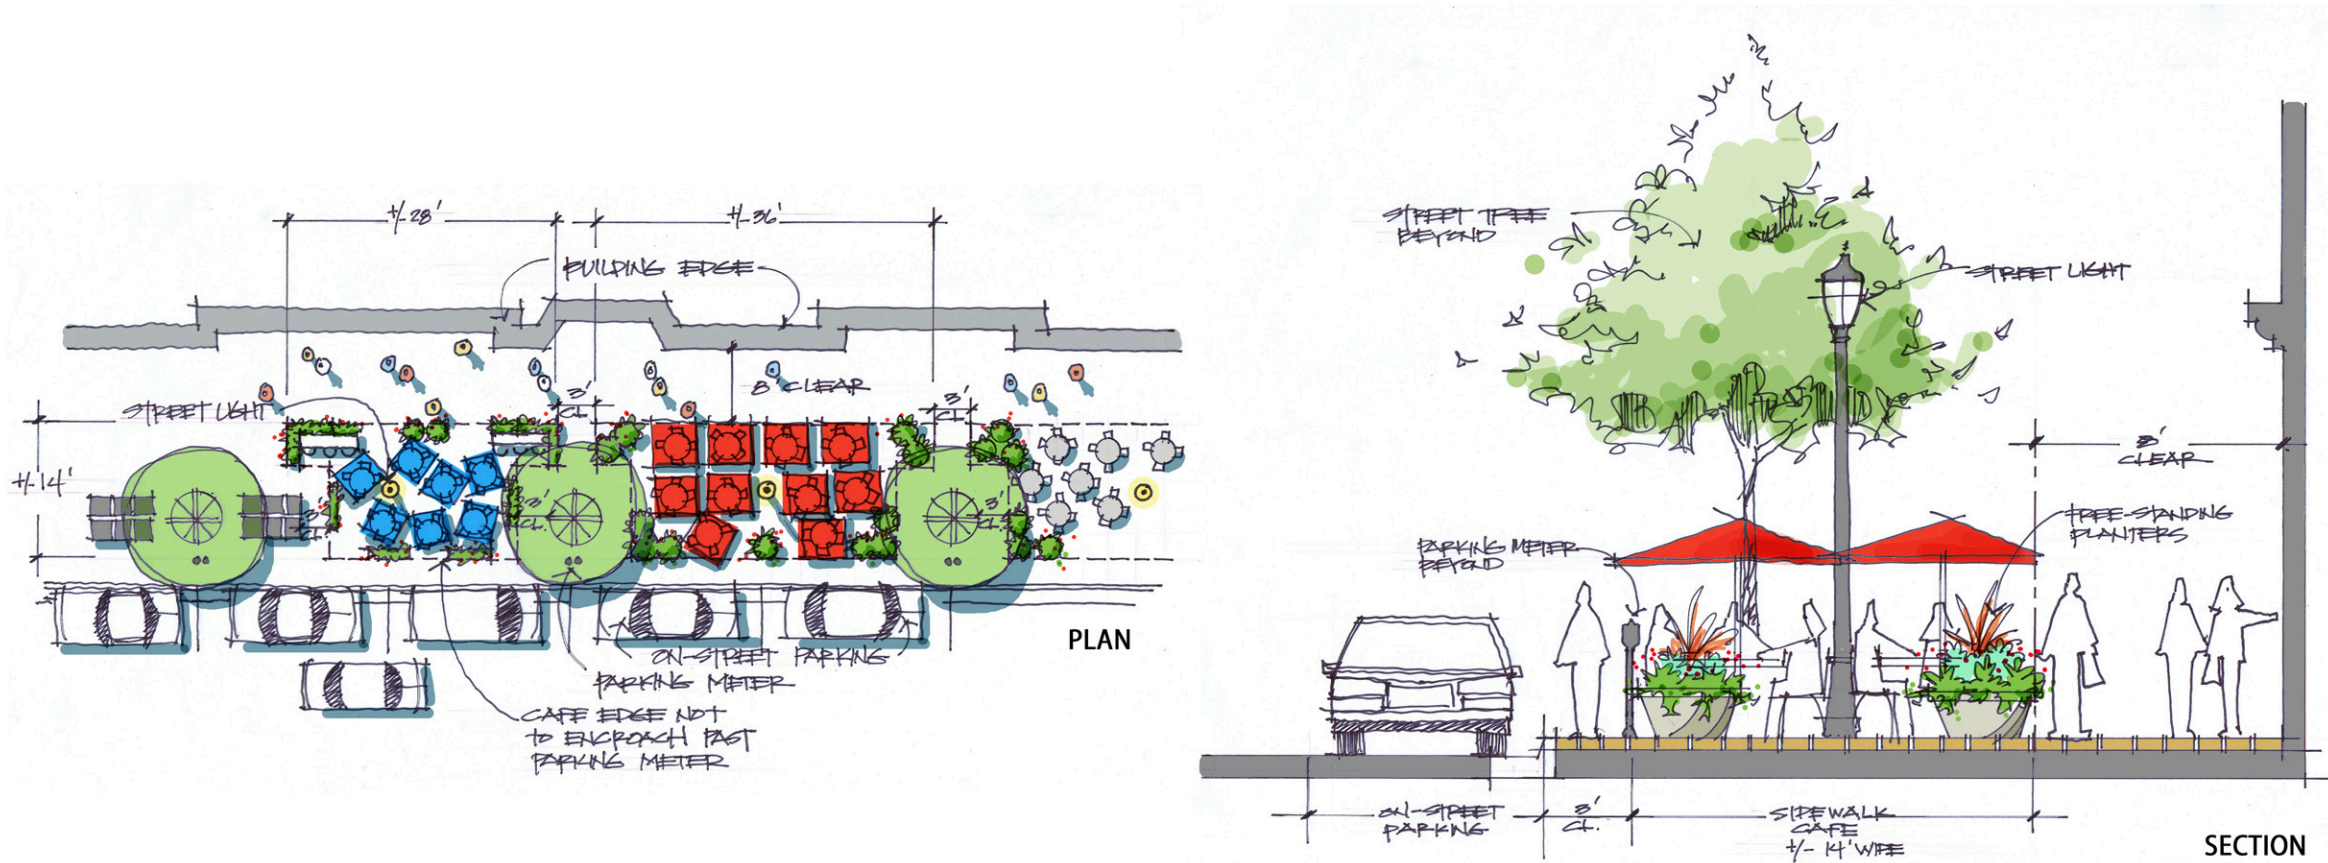 +/-28'
+/-36'
BUILDING EDGE
8' CLEAR
3'
CL.
3'
CL.
STREET LIGHT
+/-14'
3'
CL.
3'
CL.
3'
CL.
PLAN
ON-STREET PARKING
PARKING METER
CAFE EDGE NOT
TO ENCROACH PAST
PARKING METER
STREET TREE
BEYOND
STREET LIGHT
8'
CLEAR
FREE-STANDING
PLANTERS
PARKING METER
BEYOND
ON-STREET
PARKING
3'
CL.
SIDEWALK
CAFE
+/- 14' WIDE
SECTION